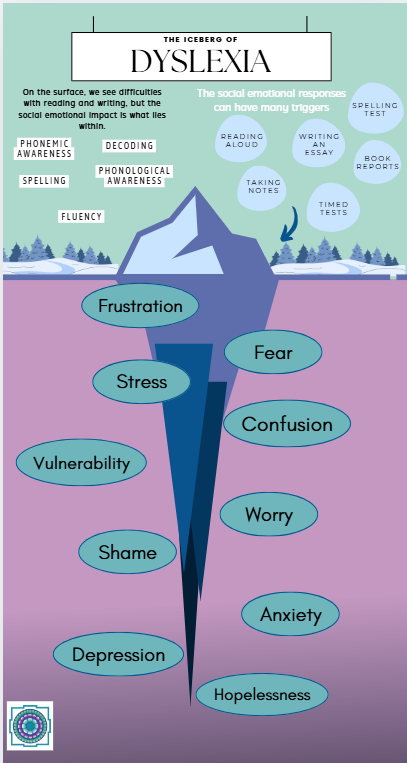 THE ICEBERG OF
DYSLEXIA
On the surface, we see difficulties
with reading and writing, but the
social emotional impact is what lies
within.
PHONEMIC
AWARENESS
DECODING
SPELLING
PHONOLOGICAL
AWARENESS
FLUENCY
The social emotional responses
can have many triggers
SPELLING
TEST
READING
ALOUD
WRITING
AN
ESSAY
BOOK
REPORTS
TAKING
NOTES
TIMED
TESTS
Frustration
Fear
Stress
Confusion
Vulnerability
Worry
Shame
Anxiety
Depression
Hopelessness